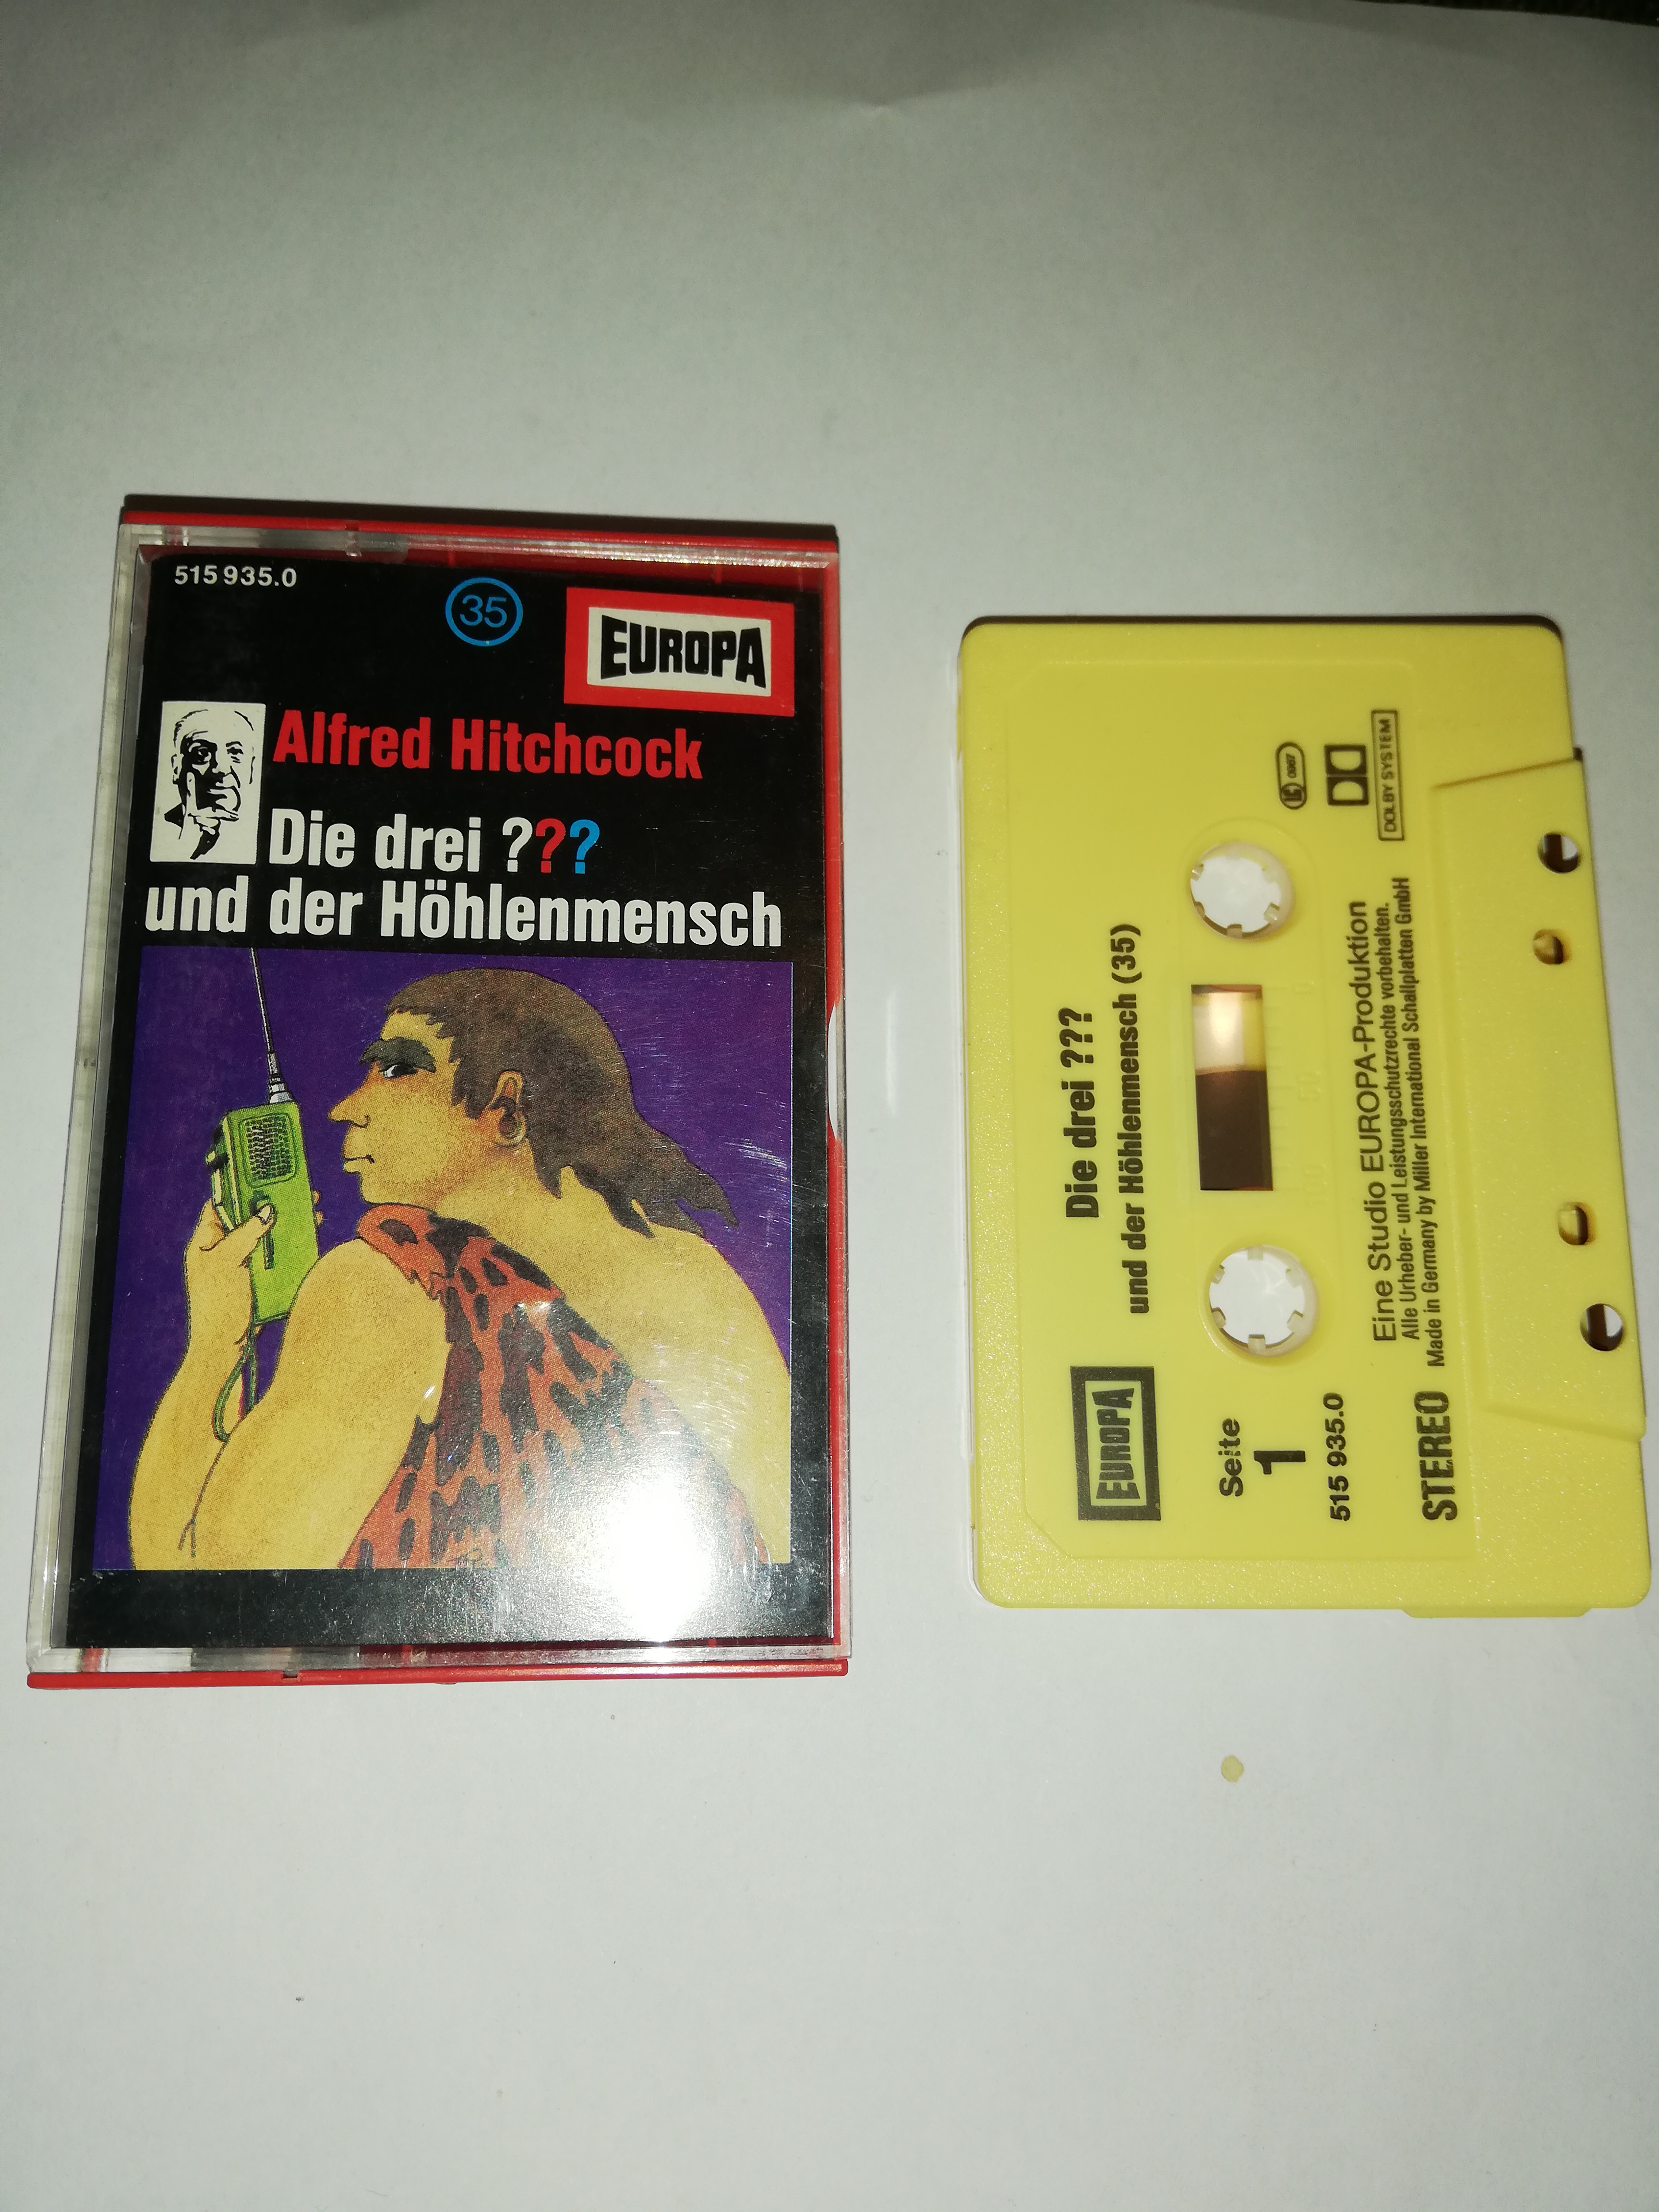 515 935.0
35
EUROPA
Alfred Hitchcock
Die drei ???
und der Höhlenmensch
Die drei ???
und der Höhlenmensch (35)
EUROPA
Seite
1
515 935.0
STEREO
LC 0967
DOLBY SYSTEM
Eine Studio EUROPA-Produktion
Alle Urheber- und Leistungsschutzrechte vorbehalten.
Made in Germany by Miller International Schallplatten GmbH